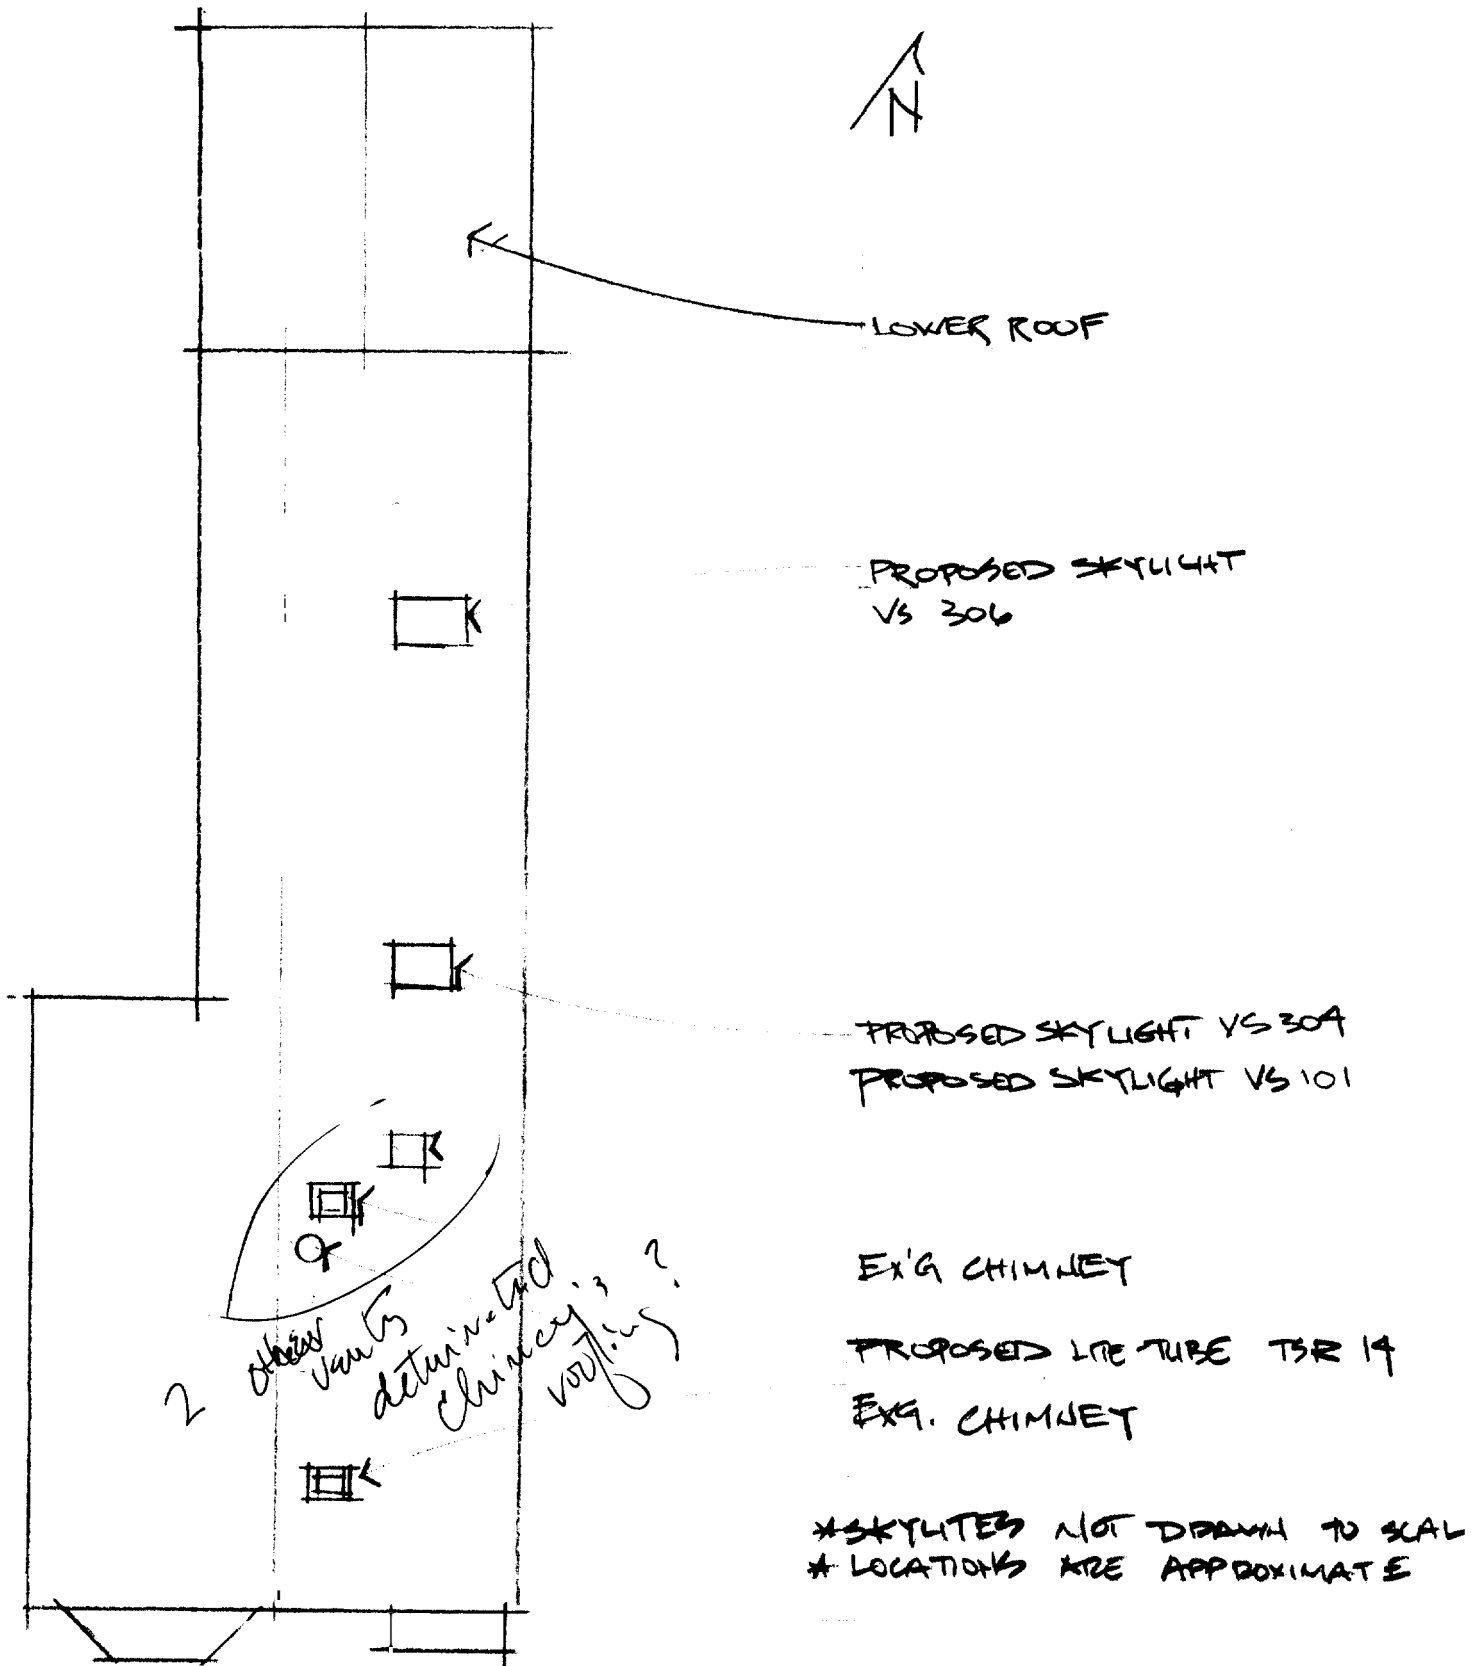 N
LOWER ROOF
PROPOSED SKYLIGHT
VS 306
PROPOSED SKYLIGHT VS 304
PROPOSED SKYLIGHT VS 101
EX'G CHIMNEY
PROPOSED LITE TUBE TSR 14
EXG. CHIMNEY
2 other
vents
chimney's
roofing?
*SKYLITES NOT DRAWN TO SCAL
* LOCATIONS ARE APPROXIMATE